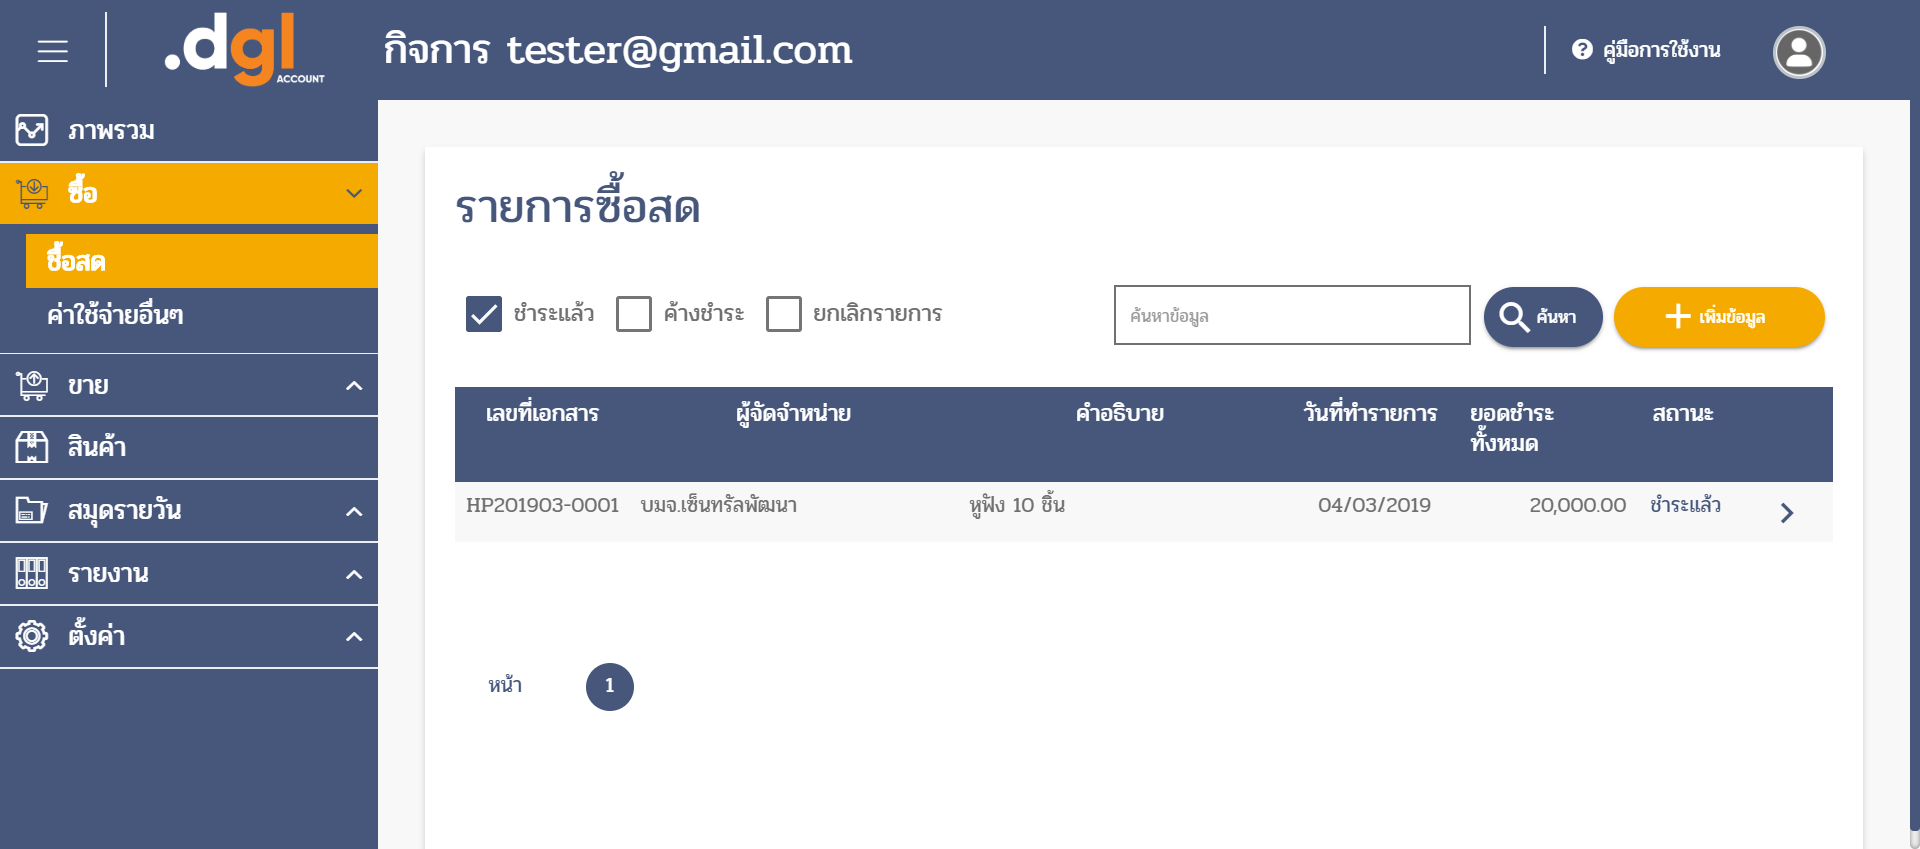 .dgl ACCOUNT
กิจการ tester@gmail.com
คู่มือการใช้งาน
ภาพรวม
ซื้อ
ซื้อสด
ค่าใช้จ่ายอื่นๆ
ขาย
สินค้า
สมุดรายวัน
รายงาน
ตั้งค่า
รายการซื้อสด
ชำระแล้ว ค้างชำระ ยกเลิกรายการ
ค้นหาข้อมูล ค้นหา เพิ่มข้อมูล
เลขที่เอกสาร ผู้จัดจำหน่าย คำอธิบาย วันที่ทำรายการ ยอดชำระ สถานะ
ทั้งหมด
HP201903-0001 บมจ.เซ็นทรัลพัฒนา หูฟัง 10 ชิ้น 04/03/2019 20,000.00 ชำระแล้ว
หน้า 1